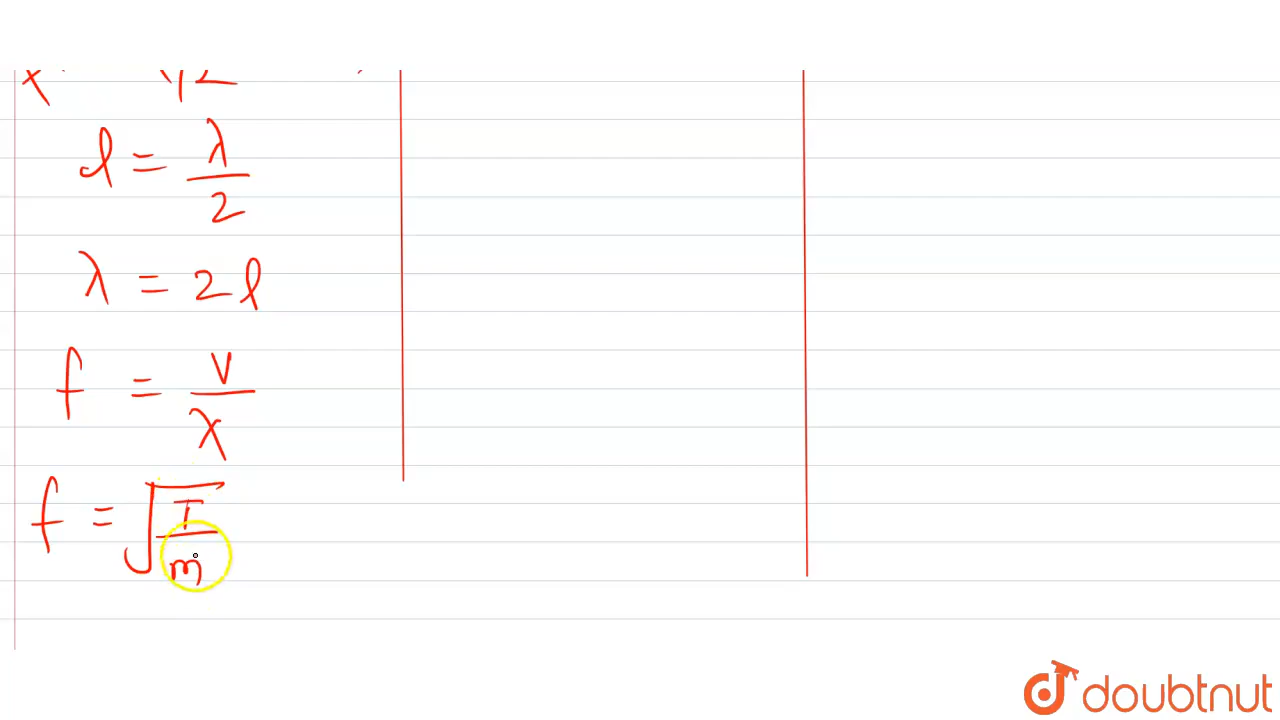 l = λ/2
λ = 2l
f = v/λ
f = √(T/m)
doubtnut